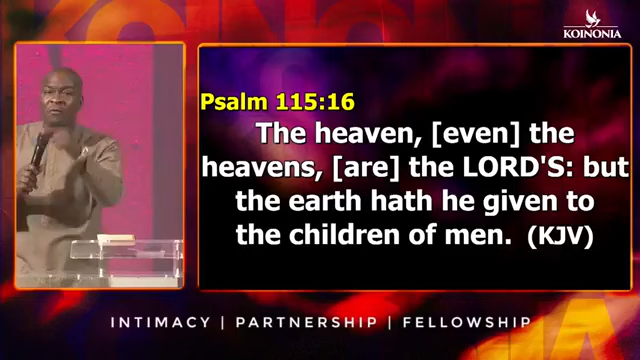 KOINONIA
Psalm 115:16
The heaven, [even] the
heavens, [are] the LORD'S: but
the earth hath he given to
the children of men. (KJV)
INTIMACY | PARTNERSHIP | FELLOWSHIP